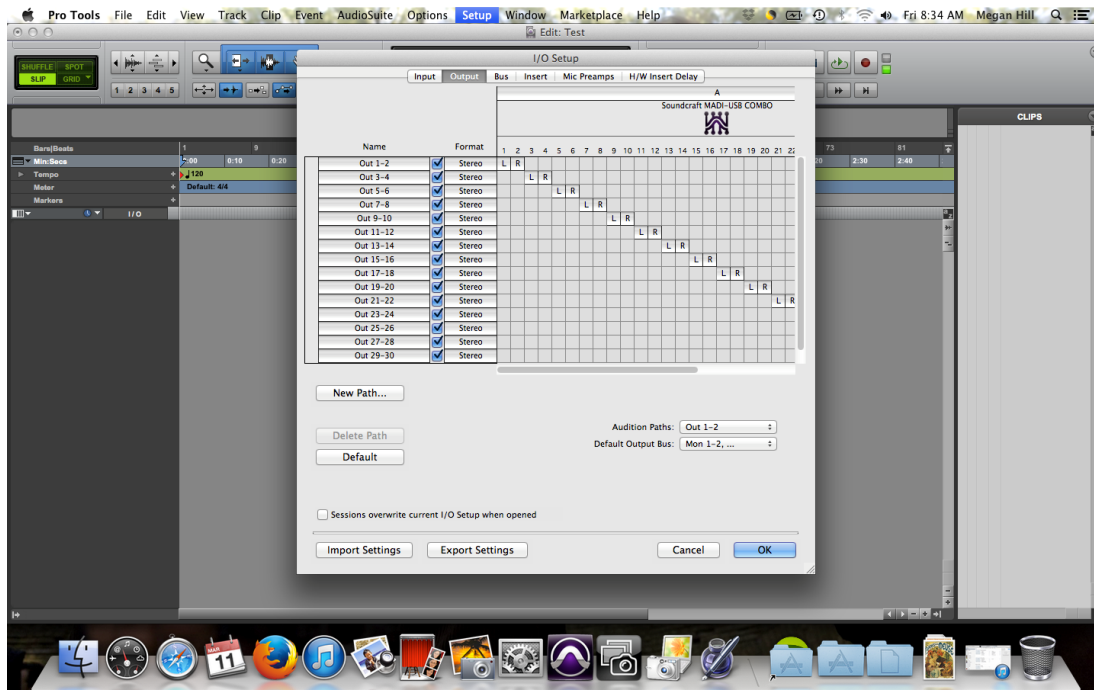 Pro Tools File Edit View Track Clip Event AudioSuite Options Setup Window Marketplace Help Fri 8:34 AM Megan Hill
Edit: Test
I/O Setup
SHUFFLE SPOT
SLIP GRID
1 2 3 4 5
Input Output Bus Insert Mic Preamps H/W Insert Delay
A
Soundcraft MADI-USB COMBO
CLIPS
Name Format 1 2 3 4 5 6 7 8 9 10 11 12 13 14 15 16 17 18 19 20 21 22
Bars|Beats 1 9 73 81
Min:Secs 0:10 0:20 2:30 2:40
Tempo 120
Meter Default: 4/4
Markers
I/O
Out 1-2 Stereo L R
Out 3-4 Stereo L R
Out 5-6 Stereo L R
Out 7-8 Stereo L R
Out 9-10 Stereo L R
Out 11-12 Stereo L R
Out 13-14 Stereo L R
Out 15-16 Stereo L R
Out 17-18 Stereo L R
Out 19-20 Stereo L R
Out 21-22 Stereo L R
Out 23-24 Stereo
Out 25-26 Stereo
Out 27-28 Stereo
Out 29-30 Stereo
New Path...
Audition Paths: Out 1-2
Delete Path
Default Output Bus: Mon 1-2, ...
Default
Sessions overwrite current I/O Setup when opened
Import Settings Export Settings Cancel OK
MAR
11